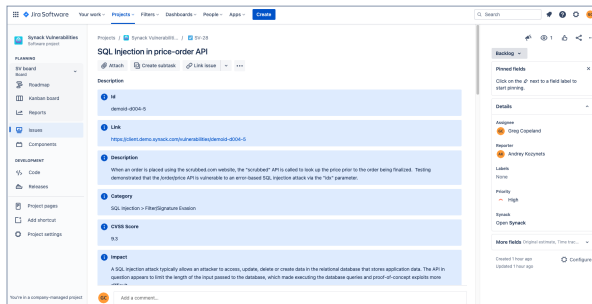 Jira Software
Your work
Projects
Filters
Dashboards
People
Apps
Create
Search
Synack Vulnerabilities
Software project
PLANNING
SV board
Board
Roadmap
Kanban board
Reports
Issues
Components
DEVELOPMENT
Code
Releases
Project pages
Add shortcut
Project settings
You're in a company-managed project
Projects / Synack Vulnerabiliti... / SV-28
SQL Injection in price-order API
Attach
Create subtask
Link issue
Description
Id
demoid-d004-5
Link
https://client.demo.synack.com/vulnerabilities/demoid-d004-5
Description
When an order is placed using the scrubbed.com website, the "scrubbed" API is called to look up the price prior to the order being finalized. Testing
demonstrated that the /order/price API is vulnerable to an error-based SQL injection attack via the "idx" parameter.
Category
SQL Injection > Filter/Signature Evasion
CVSS Score
9.3
Impact
A SQL injection attack typically allows an attacker to access, update, delete or create data in the relational database that stores application data. The API in
question appears to limit the length of the input passed to the database, which made executing the database queries and proof-of-concept exploits more
GC
Add a comment...
1
Backlog
Pinned fields
Click on the next to a field label to
start pinning.
Details
Assignee
Greg Copeland
Reporter
Andrey Kozynets
Labels
None
Priority
High
Synack
Open Synack
More fields Original estimate, Time trac...
Created 1 hour ago
Updated 1 hour ago
Configure